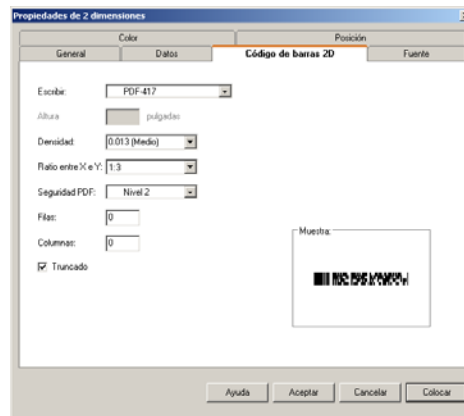 Propiedades de 2 dimensiones
Color
Posición
General
Datos
Código de barras 2D
Fuente
Escribir: PDF-417
Altura pulgadas
Densidad: 0.013 (Medio)
Ratio entre X e Y: 1:3
Seguridad PDF: Nivel 2
Filas: 0
Columnas: 0
Truncado
Muestra:
Ayuda
Aceptar
Cancelar
Colocar